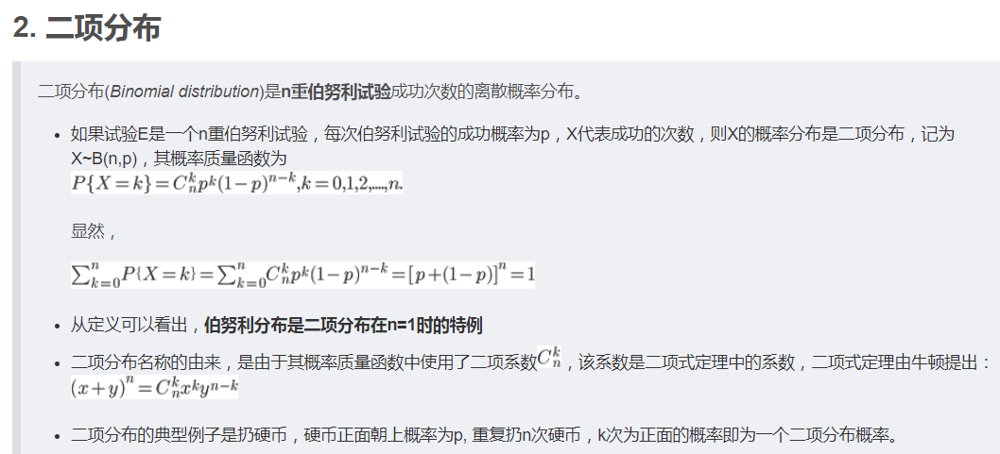 2. 二项分布
二项分布(Binomial distribution)是n重伯努利试验成功次数的离散概率分布。
• 如果试验E是一个n重伯努利试验，每次伯努利试验的成功概率为p，X代表成功的次数，则X的概率分布是二项分布，记为
X~B(n,p)，其概率质量函数为
P{X=k}=C_n^k p^k(1−p)^{n−k},k=0,1,2,....,n.
显然，
∑_{k=0}^n P{X=k}=∑_{k=0}^n C_n^k p^k(1−p)^{n−k}=[p+(1−p)]^n=1
• 从定义可以看出，伯努利分布是二项分布在n=1时的特例
• 二项分布名称的由来，是由于其概率质量函数中使用了二项系数C_n^k，该系数是二项式定理中的系数，二项式定理由牛顿提出：
(x+y)^n=C_n^k x^k y^{n−k}
• 二项分布的典型例子是扔硬币，硬币正面朝上概率为p, 重复扔n次硬币，k次为正面的概率即为一个二项分布概率。